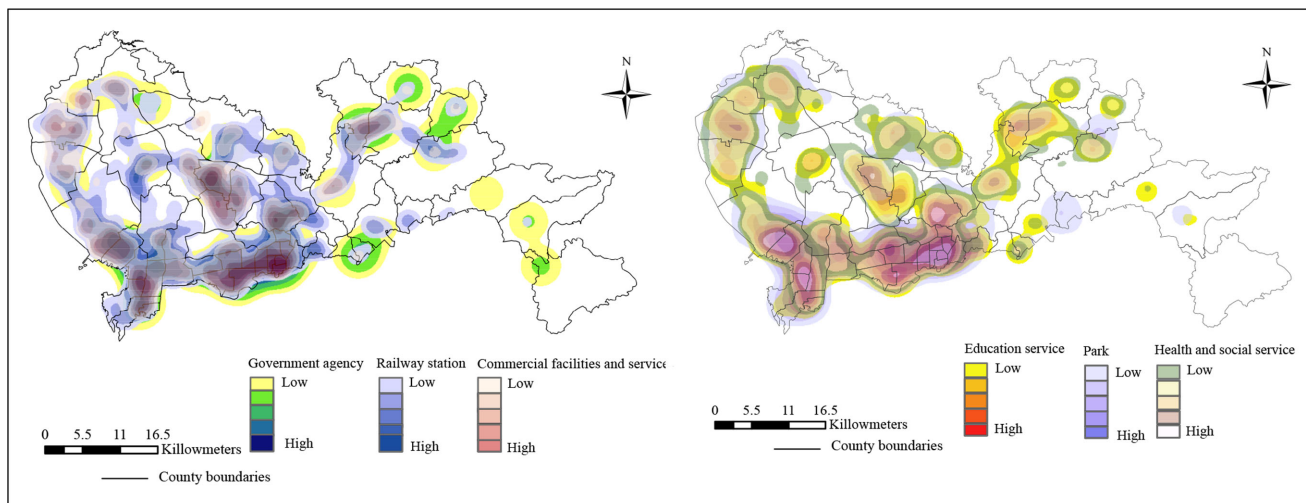 N
Government agency
Low
High
Railway station
Low
High
Commercial facilities and service
Low
High
0 5.5 11 16.5
Killowmeters
County boundaries
N
Education service
Low
High
Park
Low
High
Health and social service
Low
High
0 5.5 11 16.5
Killowmeters
County boundaries